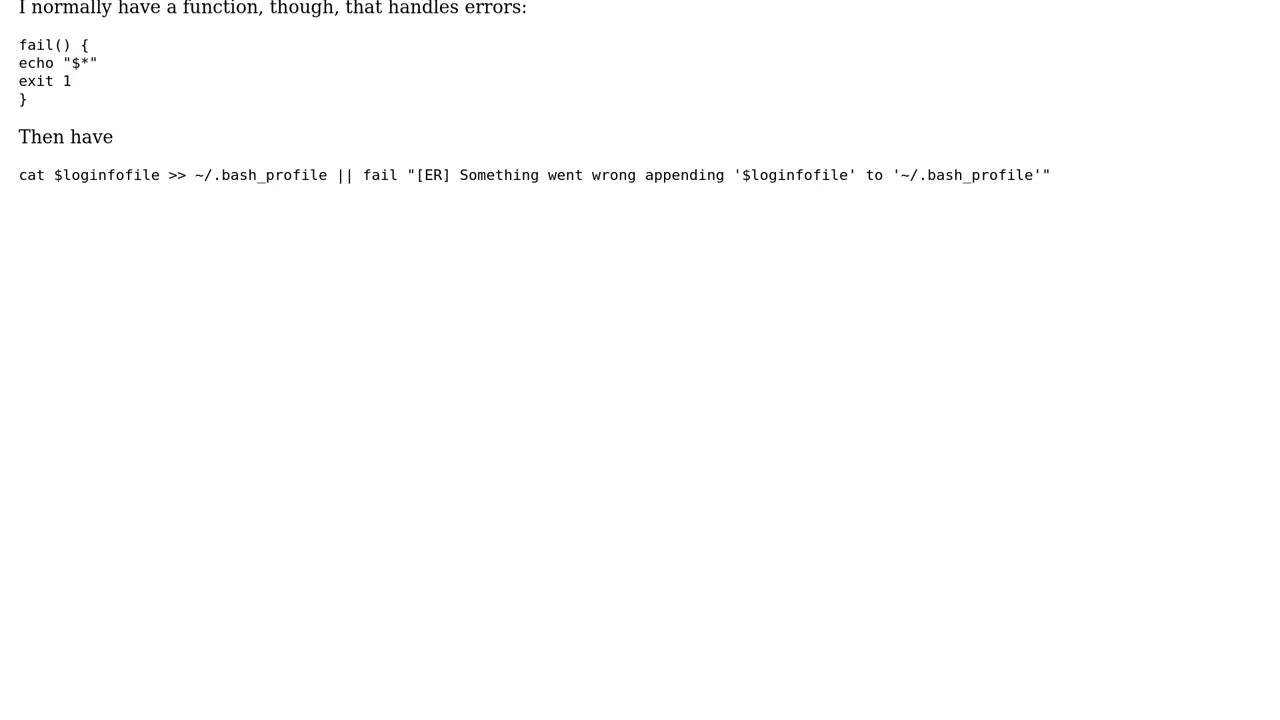 I normally have a function, though, that handles errors:
fail() {
echo "$*"
exit 1
}
Then have
cat $loginfofile >> ~/.bash_profile || fail "[ER] Something went wrong appending '$loginfofile' to '~/.bash_profile'"